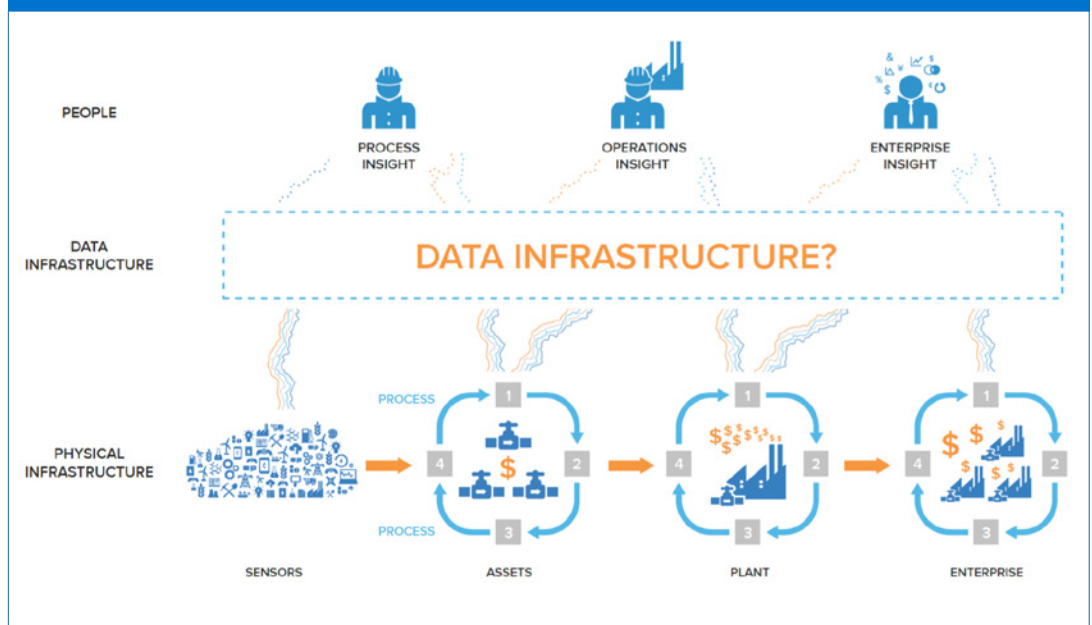 PEOPLE
PROCESS
INSIGHT
OPERATIONS
INSIGHT
ENTERPRISE
INSIGHT
DATA
INFRASTRUCTURE
DATA INFRASTRUCTURE?
PHYSICAL
INFRASTRUCTURE
PROCESS
1
2
3
4
PROCESS
$
1
2
3
4
1
2
3
4
SENSORS
ASSETS
PLANT
ENTERPRISE